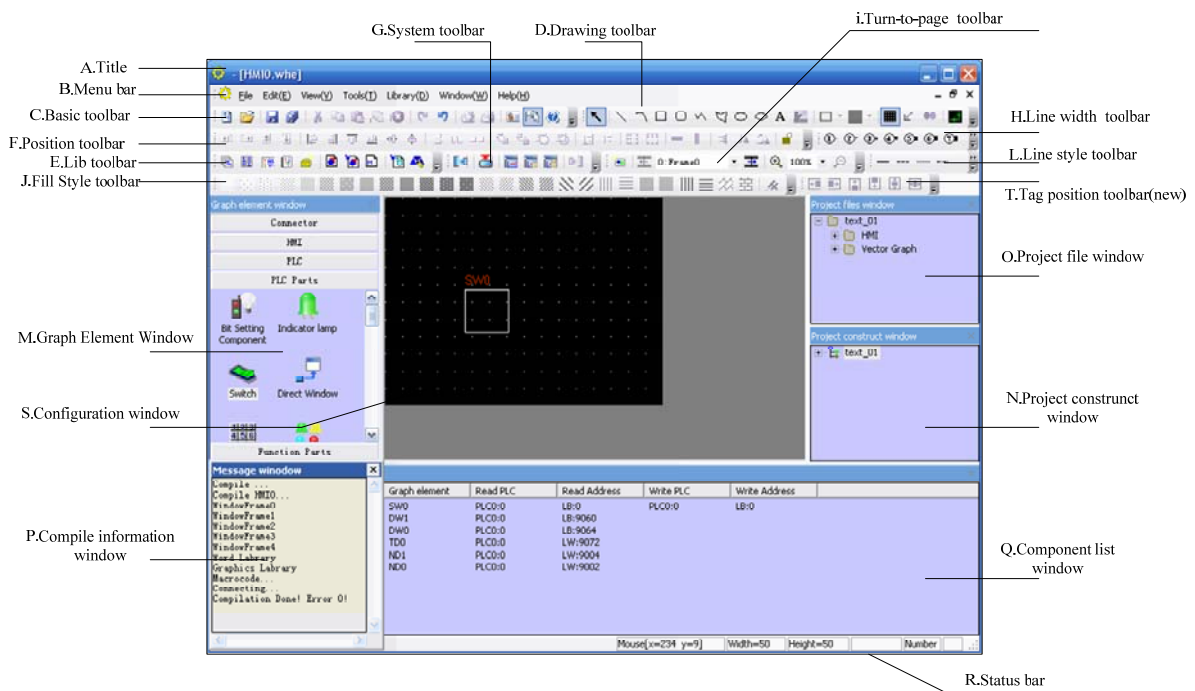 i.Turn-to-page toolbar
G.System toolbar
D.Drawing toolbar
A.Title
- [HMI0.whe]
B.Menu bar
File Edit(E) View(V) Tools(T) Library(D) Window(W) Help(H)
C.Basic toolbar
H.Line width toolbar
F.Position toolbar
E.Lib toolbar
0:Frame0
100%
L.Line style toolbar
J.Fill Style toolbar
T.Tag position toolbar(new)
Graph element window
Project files window
Connector
HMI
PLC
PLC Parts
text_01
HMI
Vector Graph
O.Project file window
SW0
Bit Setting
Component
Indicator lamp
M.Graph Element Window
Project construct window
text_01
Switch
Direct Window
S.Configuration window
N.Project construnct
window
Function Parts
Message winodow
Compile ...
Compile HMI0...
WindowFrame0
WindowFrame1
WindowFrame2
WindowFrame3
WindowFrame4
Word Labrary
Graphics Labrary
Macrocode...
Connecting...
Compilation Done! Error 0!
P.Compile information
window
Graph element Read PLC Read Address Write PLC Write Address
SW0 PLC0:0 LB:0 PLC0:0 LB:0
DW1 PLC0:0 LB:9060
DW0 PLC0:0 LB:9064
TD0 PLC0:0 LW:9072
ND1 PLC0:0 LW:9004
ND0 PLC0:0 LW:9002
Q.Component list
window
Mouse[x=234 y=9] Width=50 Height=50 Number
R.Status bar